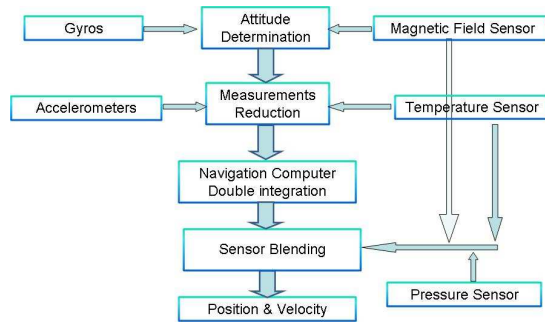 Gyros
Attitude
Determination
Magnetic Field Sensor
Accelerometers
Measurements
Reduction
Temperature Sensor
Navigation Computer
Double integration
Sensor Blending
Pressure Sensor
Position & Velocity